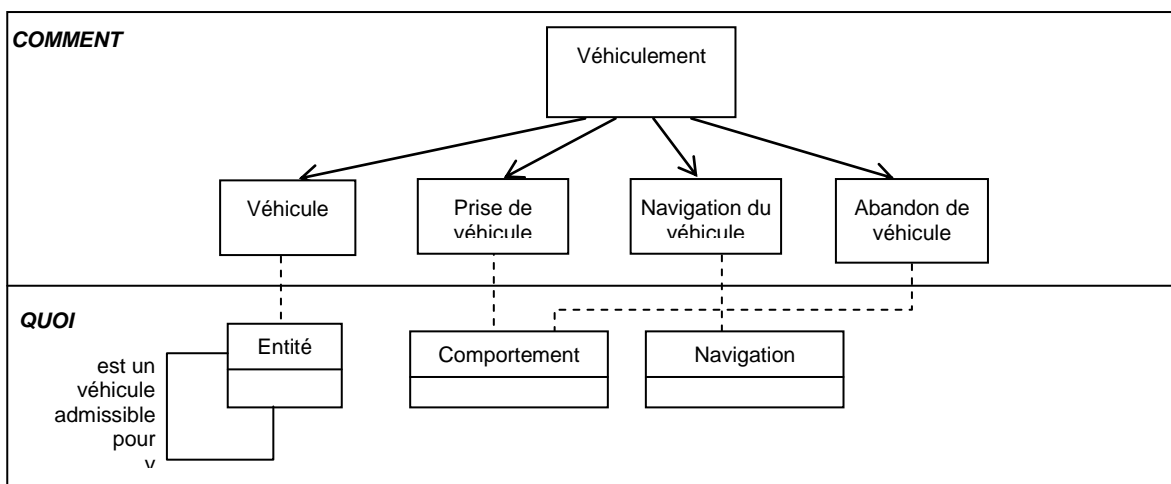 COMMENT
Véhiculement
Véhicule
Prise de
véhicule
Navigation du
véhicule
Abandon de
véhicule
QUOI
Entité
Comportement
Navigation
est un
véhicule
admissible
pour